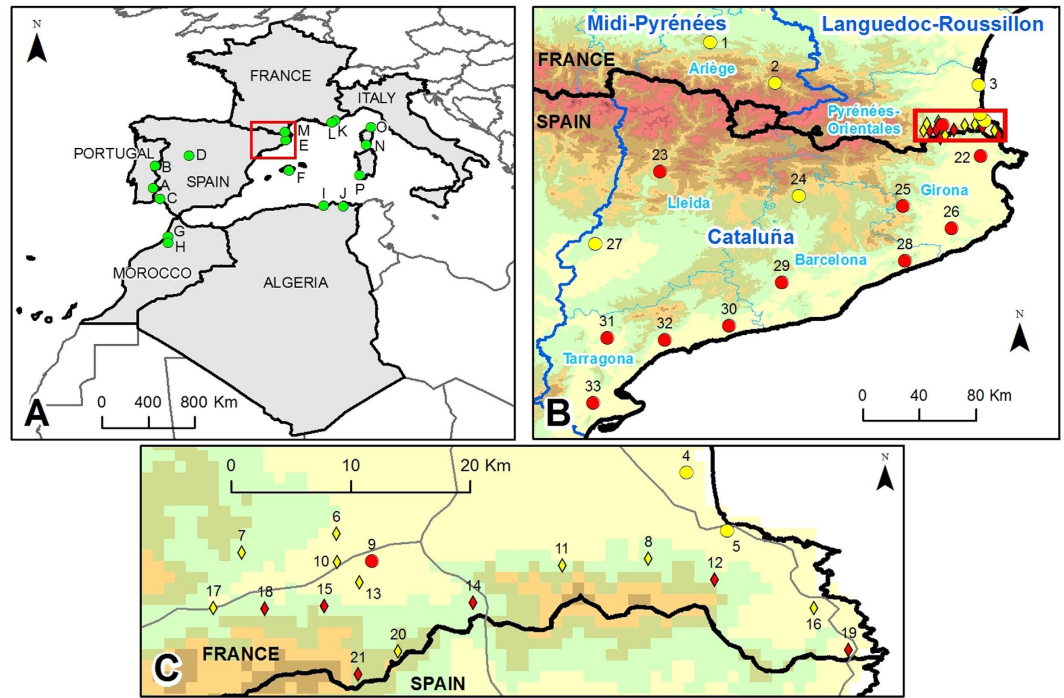 N
FRANCE
ITALY
L K
O
M
E
N
PORTUGAL
D
B
SPAIN
F
A
P
C
I J
G
H
MOROCCO
ALGERIA
0 400 800 Km
A
Midi-Pyrénées
Languedoc-Roussillon
1
Ariège
2
3
FRANCE
SPAIN
Pyrénées-
Orientales
22
23
24
Lleida
25
Girona
26
27
Cataluña
28
Barcelona
29
30
31
32
N
Tarragona
33
0 40 80 Km
B
0 10 20 Km
4
N
6
5
7
9
10
11
8
12
13
14
17
18
15
16
20
19
21
FRANCE
SPAIN
C